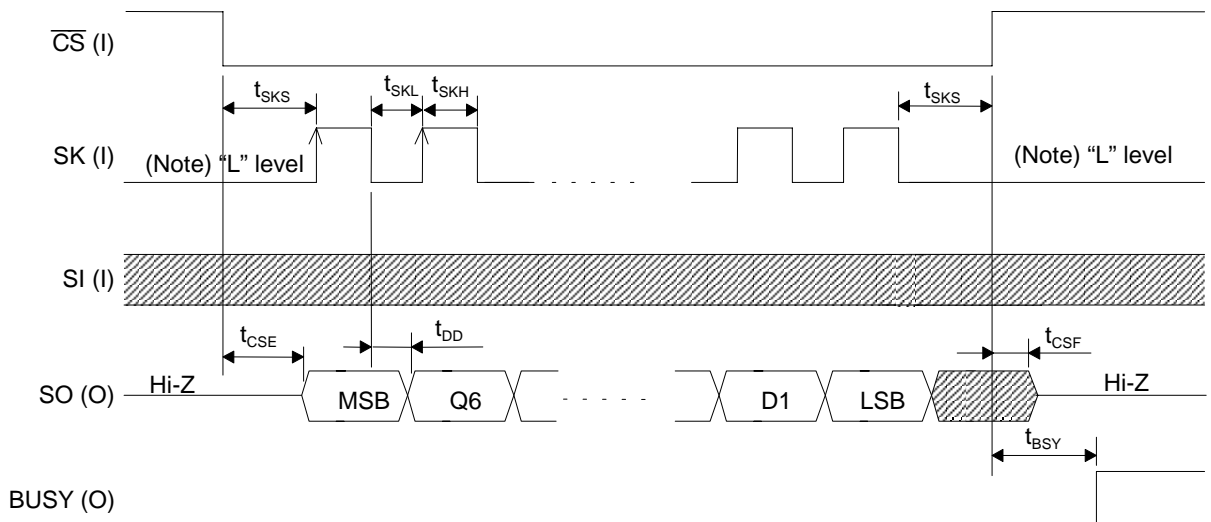 CS (I)
tSKS
tSKL
tSKH
tSKS
SK (I)
(Note) “L” level
(Note) “L” level
SI (I)
tCSE
tDD
tCSF
SO (O)
Hi-Z
MSB
Q6
D1
LSB
Hi-Z
tBSY
BUSY (O)